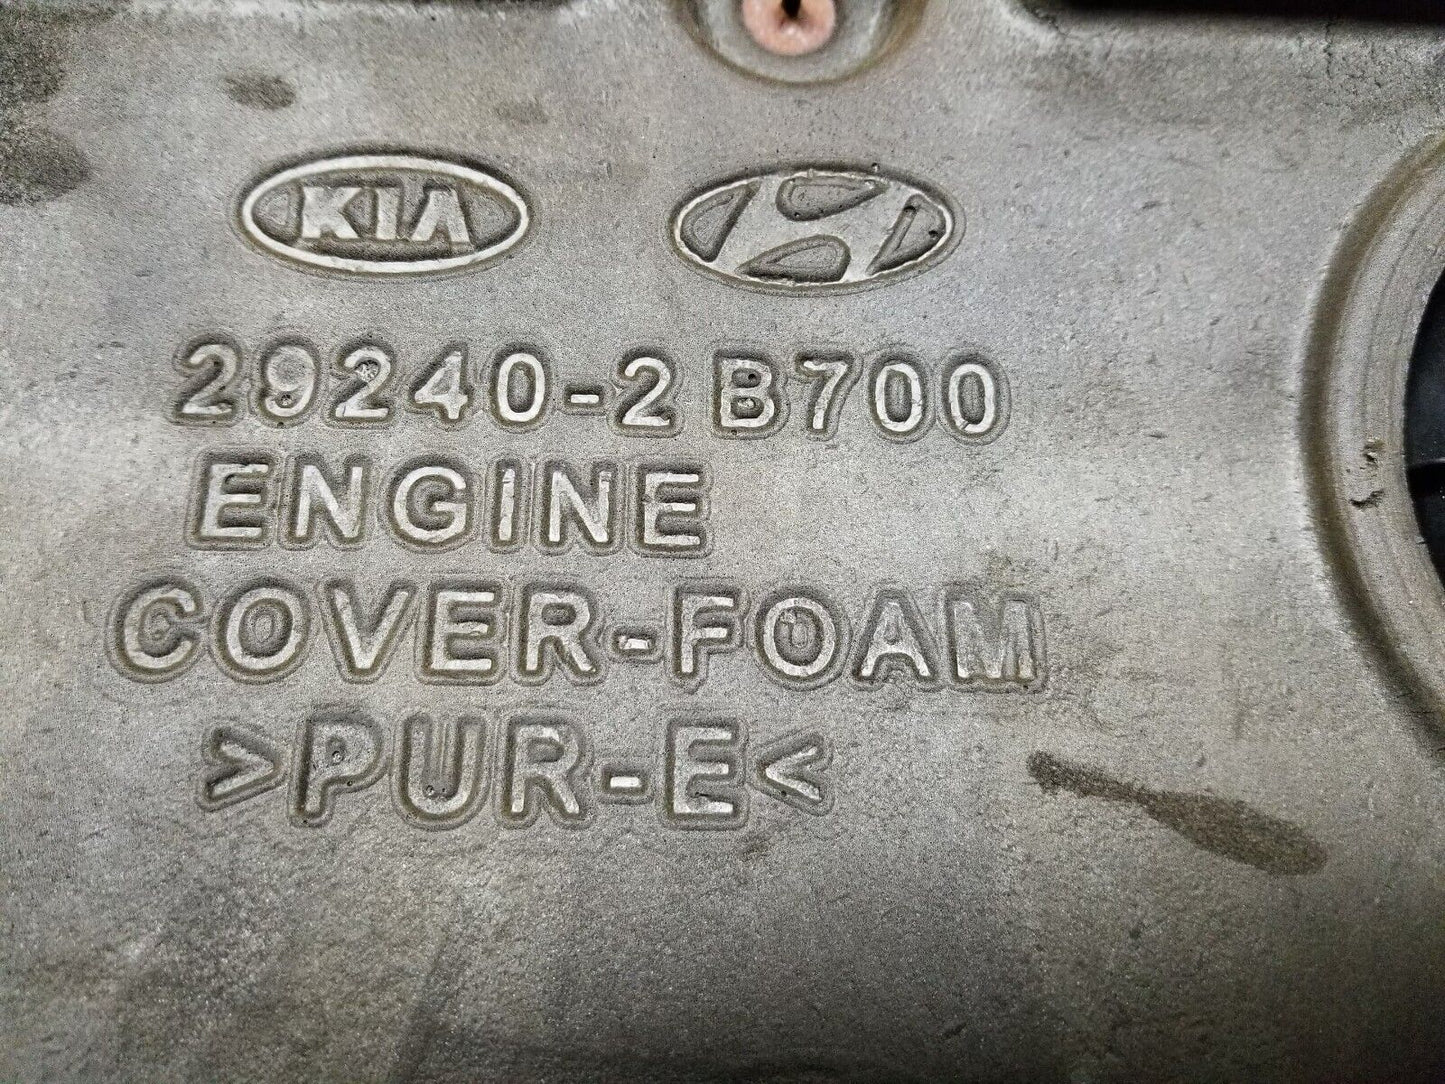 KIA
29240-2B700
ENGINE
COVER-FOAM
>PUR-E<